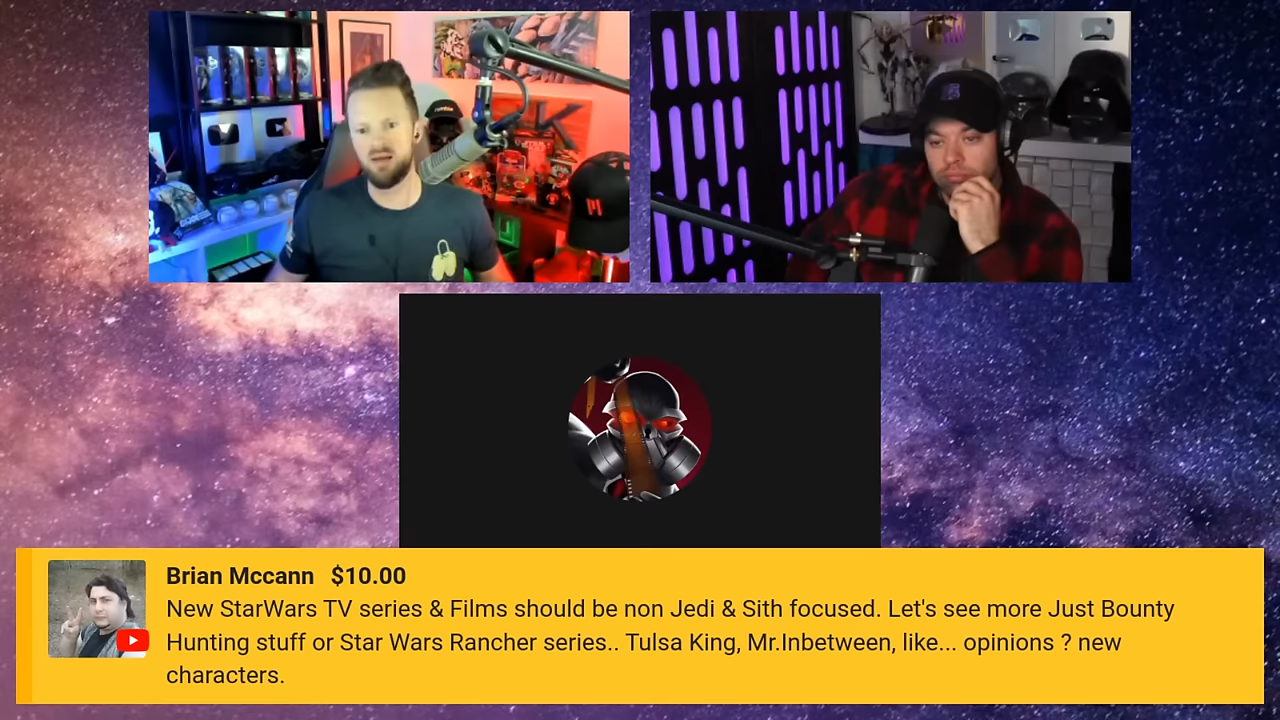 Brian Mccann $10.00
New StarWars TV series & Films should be non Jedi & Sith focused. Let's see more Just Bounty
Hunting stuff or Star Wars Rancher series.. Tulsa King, Mr.Inbetween, like... opinions ? new
characters.